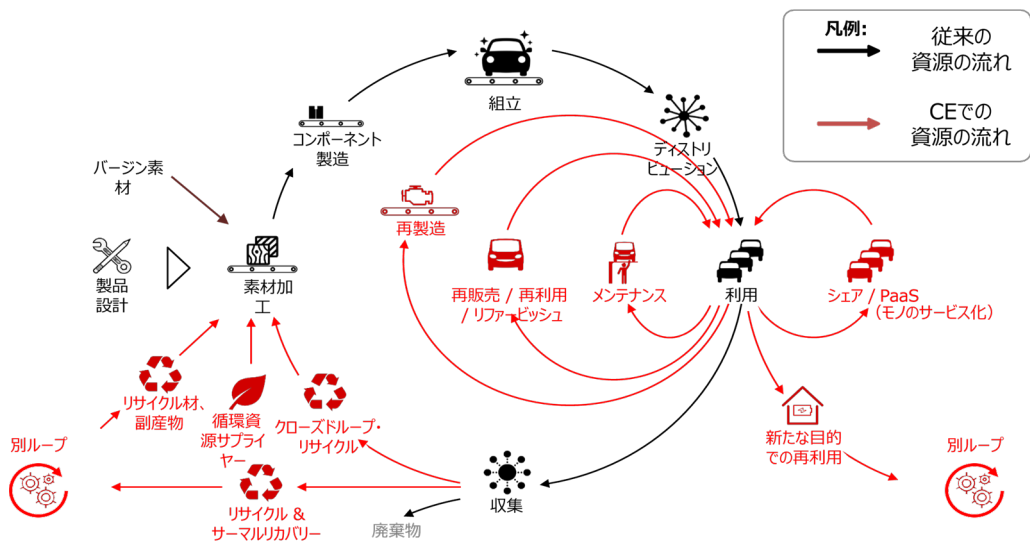 凡例:
従来の
資源の流れ
CEでの
資源の流れ
組立
コンポーネント
製造
ディストリ
ビューション
バージン素
材
再製造
製品
設計
素材加
工
再販売 / 再利用
/ リファービッシュ
メンテナンス
利用
シェア / PaaS
(モノのサービス化)
リサイクル材、
副産物
循環資
源サプライ
ヤー
クローズドループ・
リサイクル
新たな目的
での再利用
別ループ
別ループ
リサイクル &
サーマルリカバリー
収集
廃棄物